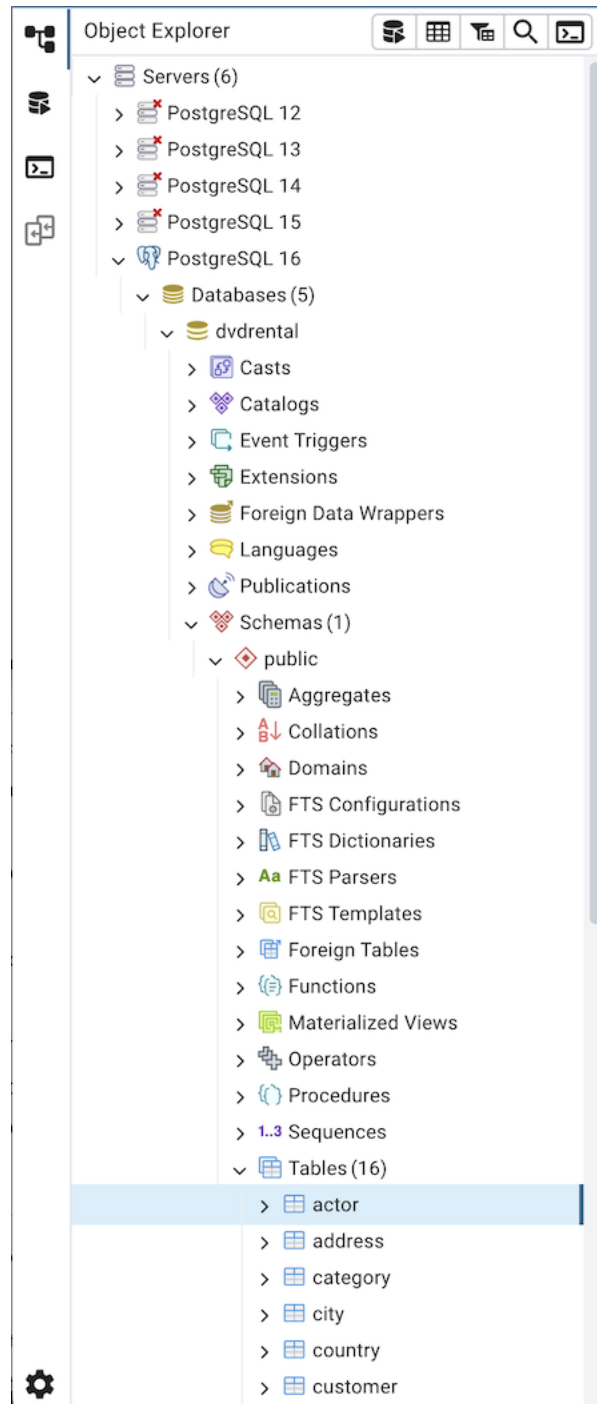 Object Explorer
Servers (6)
PostgreSQL 12
PostgreSQL 13
PostgreSQL 14
PostgreSQL 15
PostgreSQL 16
Databases (5)
dvdrental
Casts
Catalogs
Event Triggers
Extensions
Foreign Data Wrappers
Languages
Publications
Schemas (1)
public
Aggregates
Collations
Domains
FTS Configurations
FTS Dictionaries
Aa FTS Parsers
FTS Templates
Foreign Tables
Functions
Materialized Views
Operators
Procedures
1..3 Sequences
Tables (16)
actor
address
category
city
country
customer